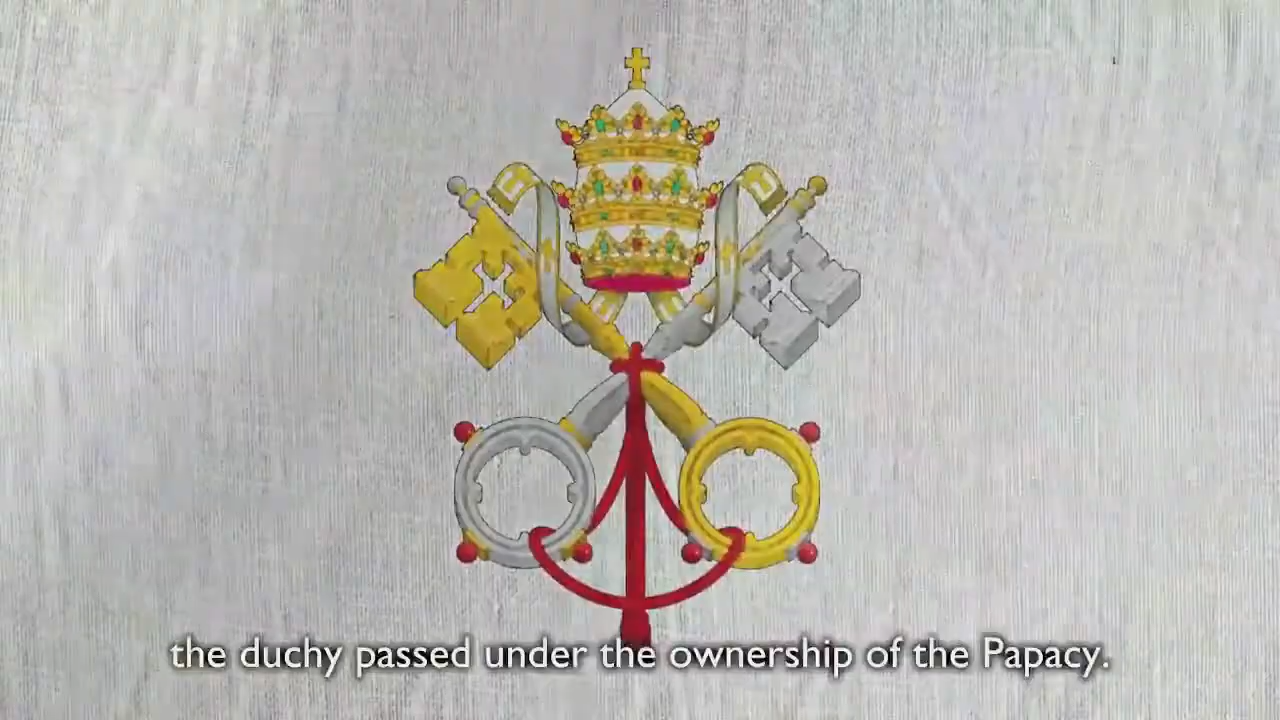 the duchy passed under the ownership of the Papacy.